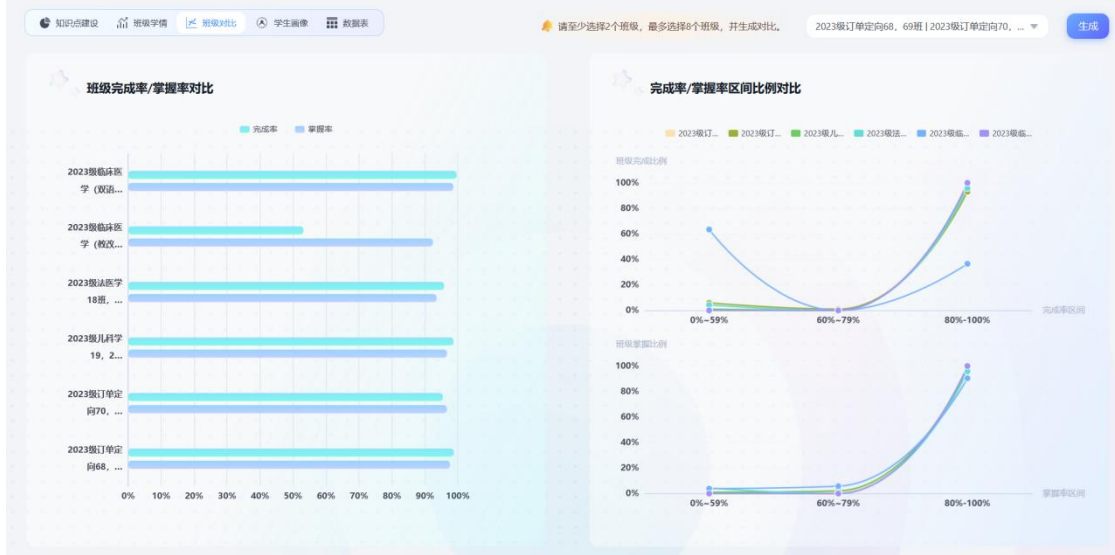 知识点建设 班级学情 班级对比 学生画像 数据表
请至少选择2个班级，最多选择8个班级，并生成对比。
2023级订单定向68，69班 | 2023级订单定向70，...
生成
班级完成率/掌握率对比
完成率 掌握率
2023级临床医
学（双语...
2023级临床医
学（教改...
2023级法医学
18班，...
2023级儿科学
19，2...
2023级订单定
向70，...
2023级订单定
向68，...
0% 10% 20% 30% 40% 50% 60% 70% 80% 90% 100%
完成率/掌握率区间比例对比
2023级订... 2023级订... 2023级儿... 2023级法... 2023级临... 2023级临...
班级完成比例
100%
80%
60%
40%
20%
0%
0%~59% 60%~79% 80%-100%
完成率区间
班级掌握比例
100%
80%
60%
40%
20%
0%
0%~59% 60%~79% 80%-100%
掌握率区间